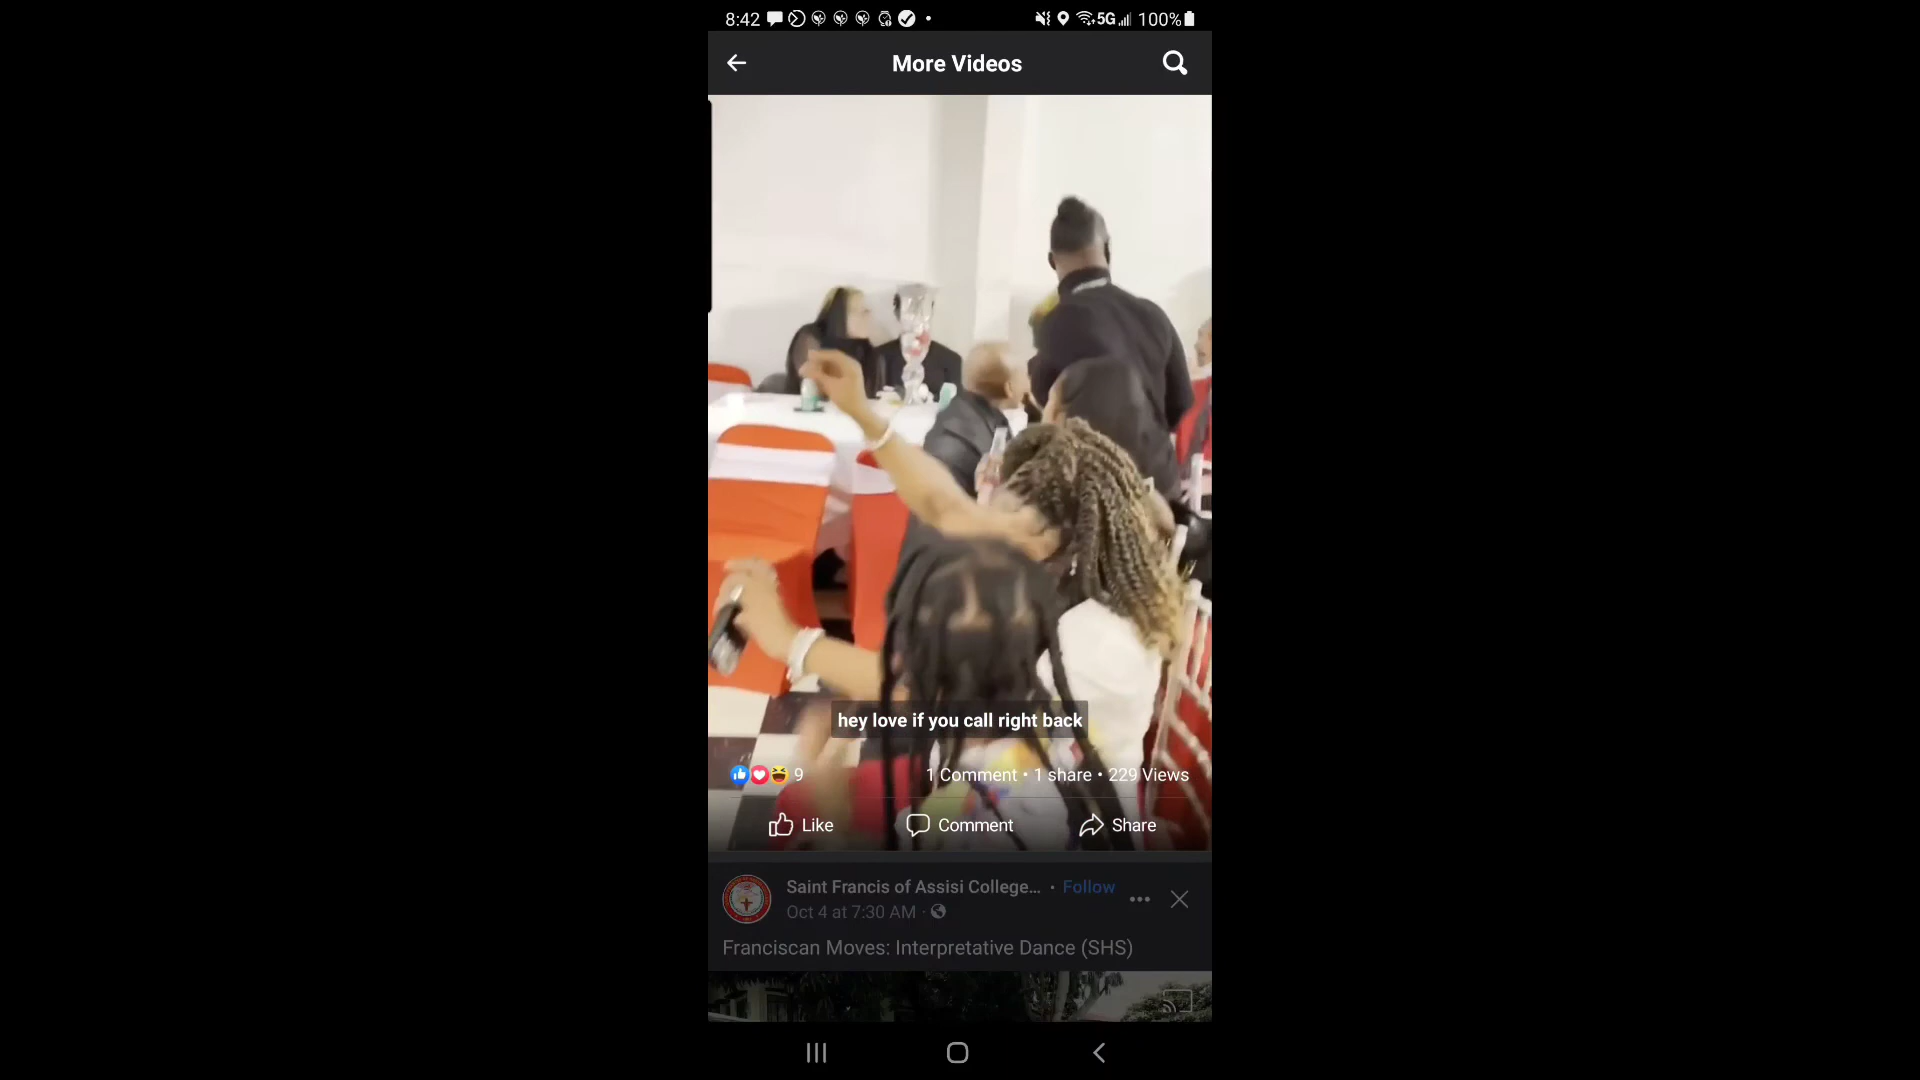 8:42
5G 100%
More Videos
hey love if you call right back
9 1 Comment • 1 share • 229 Views
Like Comment Share
Saint Francis of Assisi College... • Follow
Oct 4 at 7:30 AM ·
Franciscan Moves: Interpretative Dance (SHS)